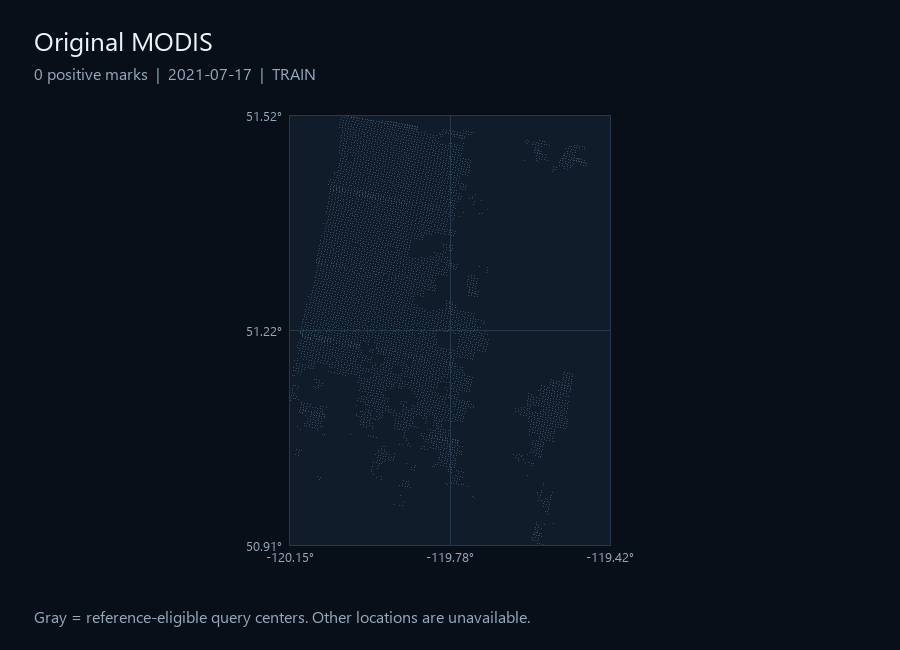 Original MODIS
0 positive marks | 2021-07-17 | TRAIN
51.52°
51.22°
50.91°
-120.15° -119.78° -119.42°
Gray = reference-eligible query centers. Other locations are unavailable.